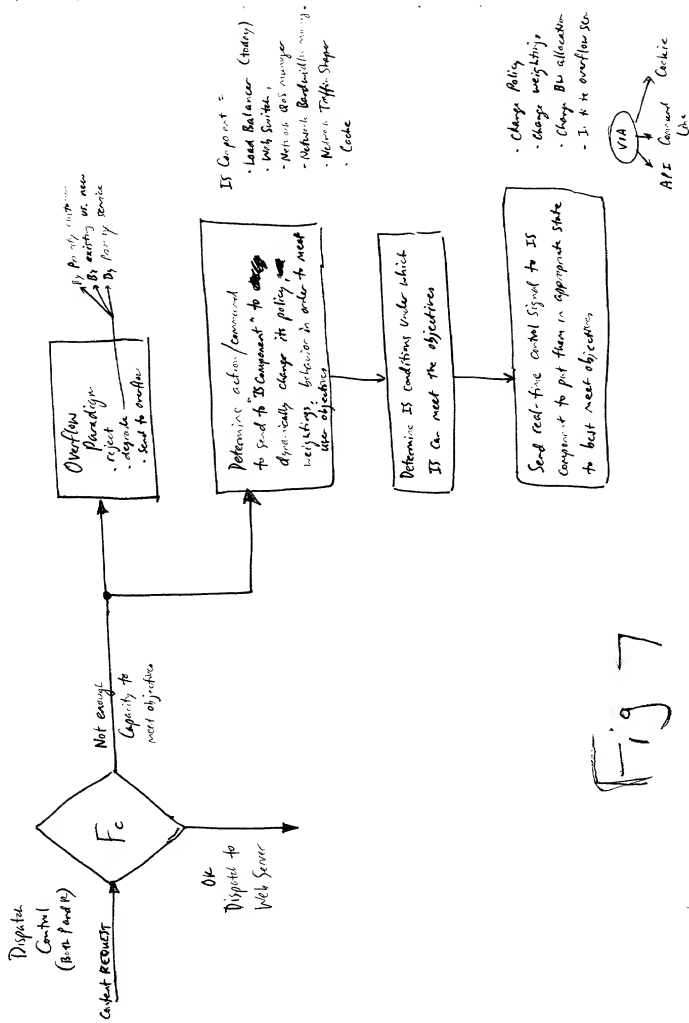 Dispatch
Control
(Both P and R)
Content REQUEST
Fc
OK
Dispatch to
Web Server
Not enough
Capacity to
meet objectives
Overflow
Paradigm
· reject
· degrade
· Send to overflow
By Priority customer
By existing vs. new
By Priority service
Determine action/command
to send to "IS Component" to
dynamically change its policy,
weightings, behavior in order to meet
user objectives
IS Component =
· Load Balancer (today)
· Web Switch,
· Network QoS manager
· Network Bandwidth
· Network Traffic Shaper
· Cache
Determine IS conditions under which
IS can meet the objectives
Send real-time control signal to IS
Component to put them in appropriate state
to best meet objectives
· Change Policy
· Change weighting,
· Change BW allocation
to overflow
VIA
API
Command
Line
Cookie
Fig 7